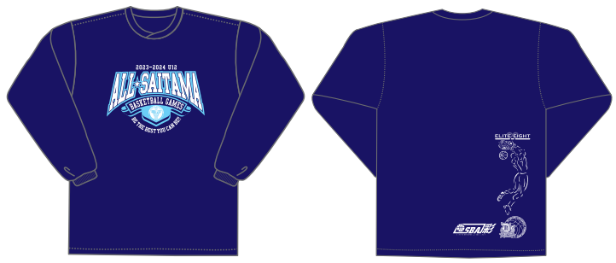 2023-2024 U12
ALL★SAITAMA
BASKETBALL GAMES
BE THE BEST YOU CAN BE!
ELITE EIGHT